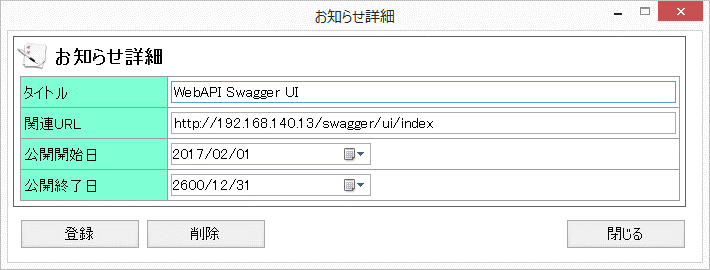 お知らせ詳細
お知らせ詳細
タイトル WebAPI Swagger UI
関連URL http://192.168.140.13/swagger/ui/index
公開開始日 2017/02/01
公開終了日 2600/12/31
登録 削除 閉じる